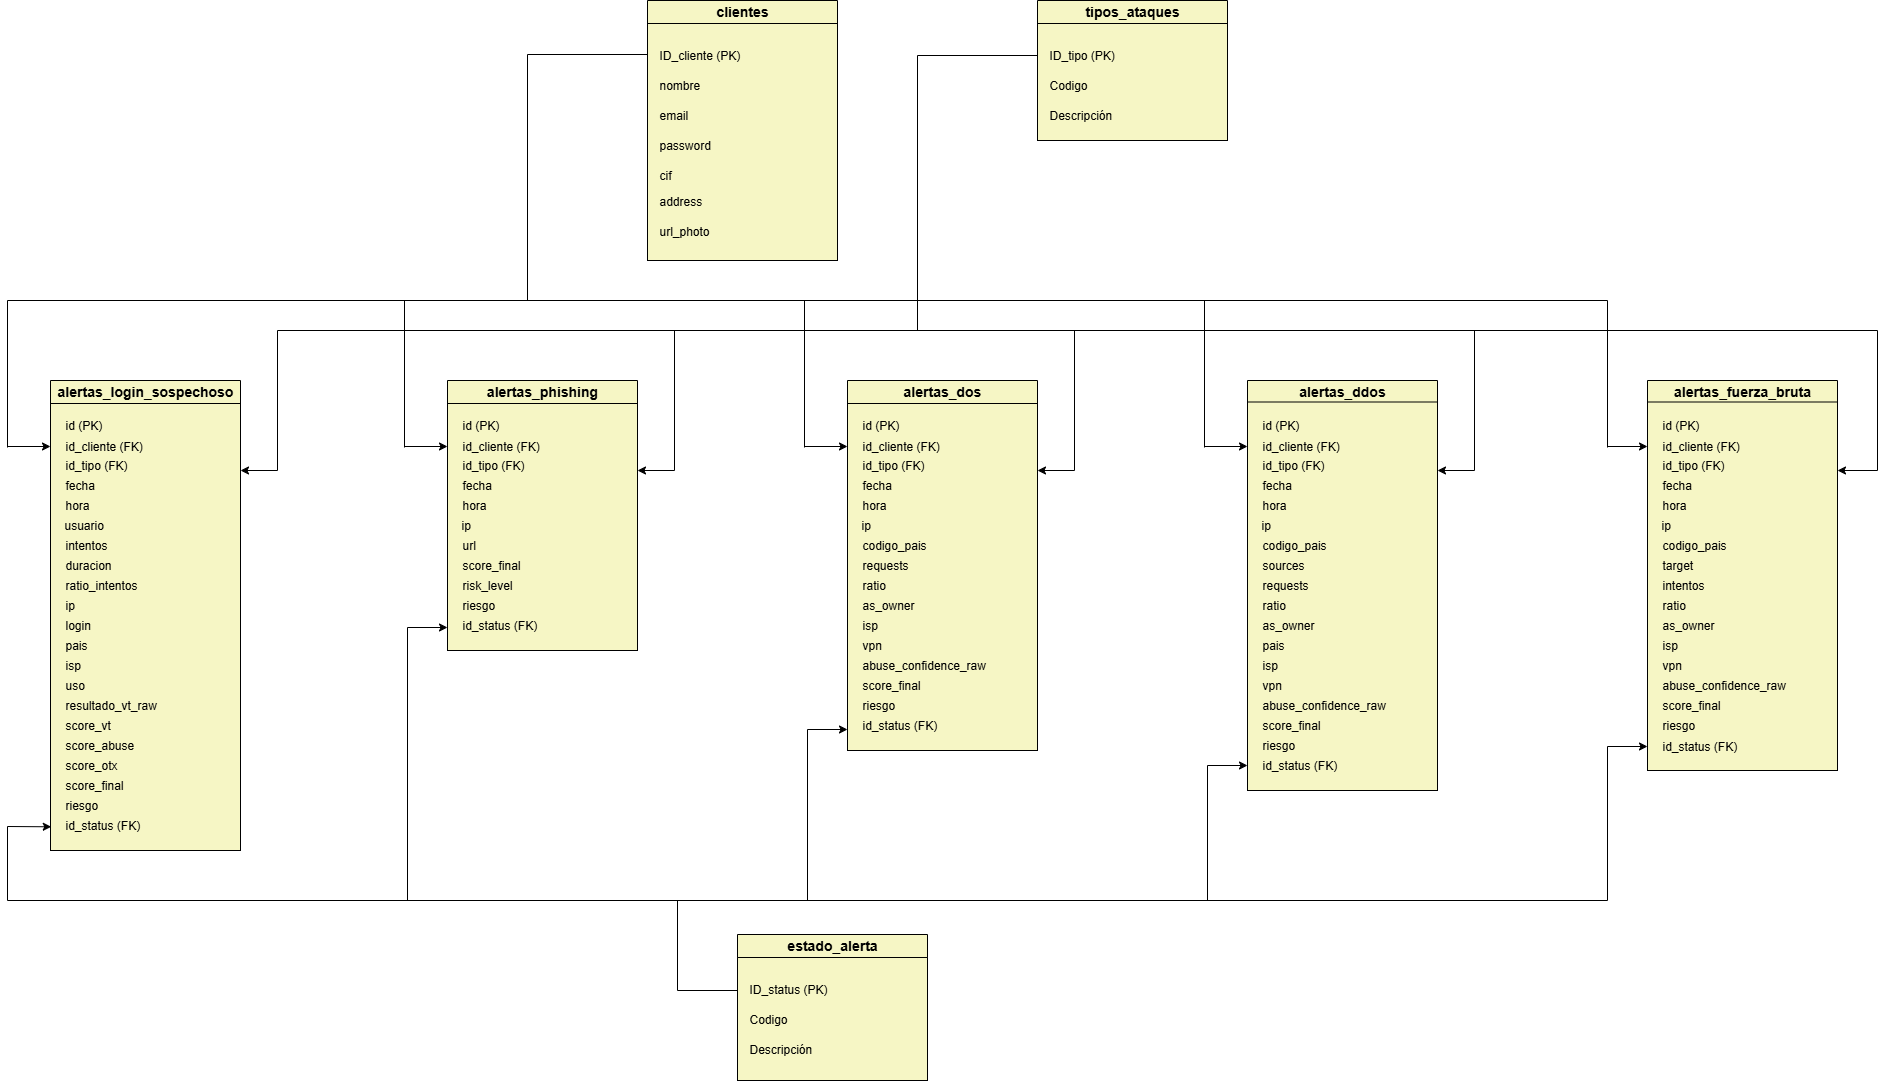 clientes
ID_cliente (PK)
nombre
email
password
cif
address
url_photo
tipos_ataques
ID_tipo (PK)
Codigo
Descripción
alertas_login_sospechoso
id (PK)
id_cliente (FK)
id_tipo (FK)
fecha
hora
usuario
intentos
duracion
ratio_intentos
ip
login
pais
isp
uso
resultado_vt_raw
score_vt
score_abuse
score_otx
score_final
riesgo
id_status (FK)
alertas_phishing
id (PK)
id_cliente (FK)
id_tipo (FK)
fecha
hora
ip
url
score_final
risk_level
riesgo
id_status (FK)
alertas_dos
id (PK)
id_cliente (FK)
id_tipo (FK)
fecha
hora
ip
codigo_pais
requests
ratio
as_owner
isp
vpn
abuse_confidence_raw
score_final
riesgo
id_status (FK)
alertas_ddos
id (PK)
id_cliente (FK)
id_tipo (FK)
fecha
hora
ip
codigo_pais
sources
requests
ratio
as_owner
pais
isp
vpn
abuse_confidence_raw
score_final
riesgo
id_status (FK)
alertas_fuerza_bruta
id (PK)
id_cliente (FK)
id_tipo (FK)
fecha
hora
ip
codigo_pais
target
intentos
ratio
as_owner
isp
vpn
abuse_confidence_raw
score_final
riesgo
id_status (FK)
estado_alerta
ID_status (PK)
Codigo
Descripción